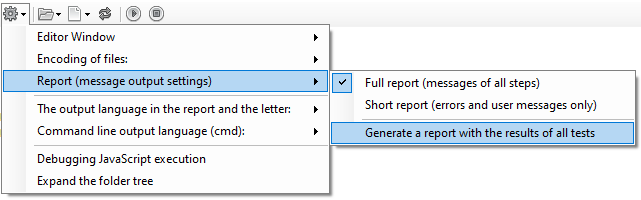 Editor Window
Encoding of files:
Report (message output settings)
Full report (messages of all steps)
Short report (errors and user messages only)
Generate a report with the results of all tests
The output language in the report and the letter:
Command line output language (cmd):
Debugging JavaScript execution
Expand the folder tree